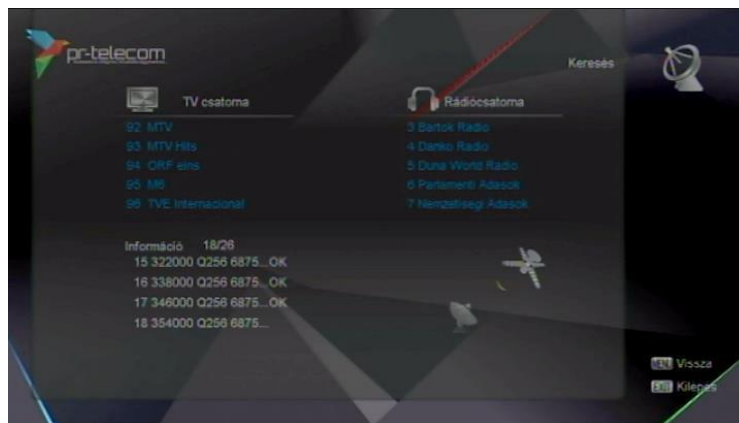 pr-telecom
Keresés
TV csatorna
92 MTV
93 MTV Hits
94 ORF eins
95 M6
96 TVE Internacional
Rádiócsatorna
3 Bartok Radio
4 Danko Radio
5 Duna World Radio
6 Parlamenti Adasok
7 Nemzetisegi Adasok
Információ 18/26
15 322000 Q256 6875...OK
16 338000 Q256 6875...OK
17 346000 Q256 6875...OK
18 354000 Q256 6875...
MENU Vissza
EXIT Kilépés